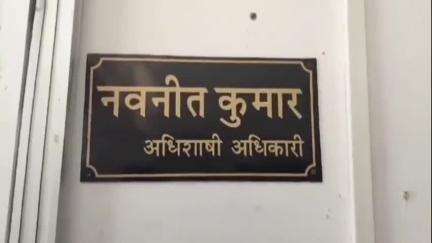 नवनीत कुमार
अधिशाषी अधिकारी